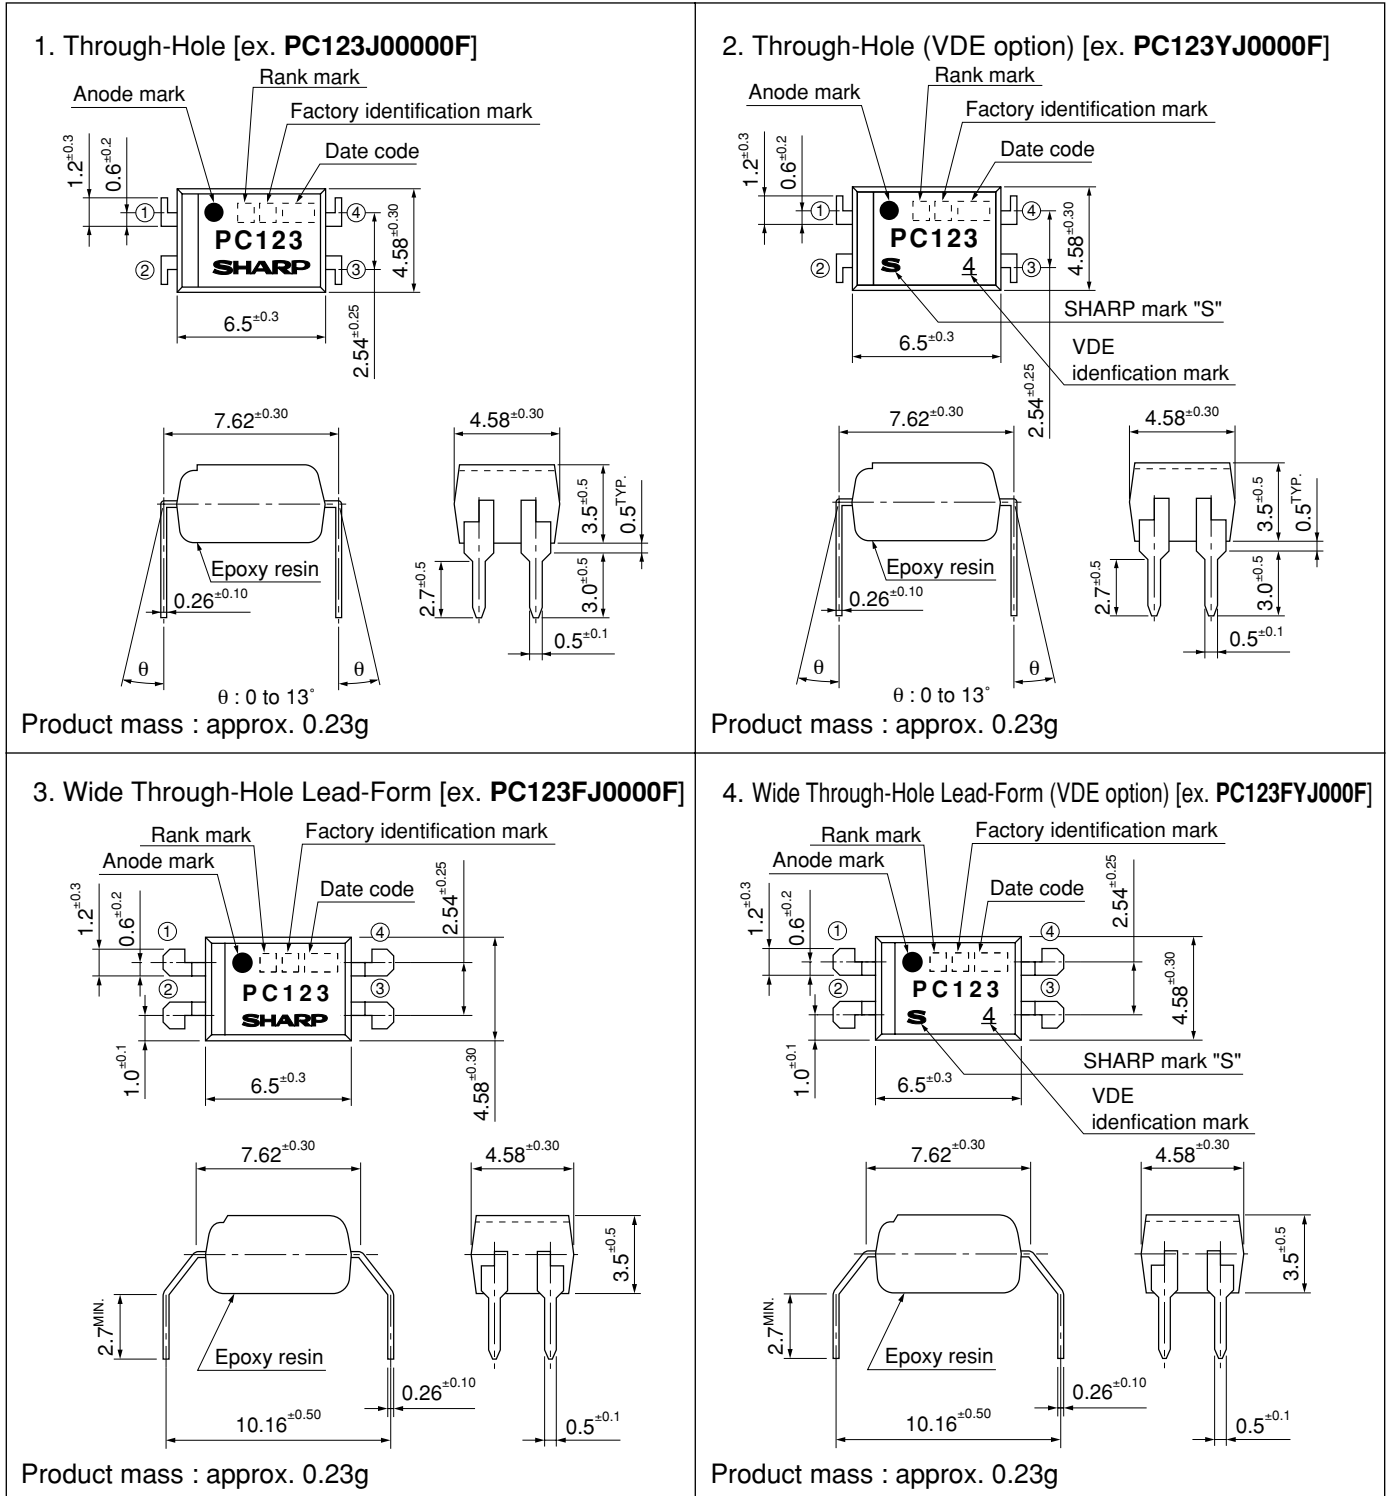 1. Through-Hole [ex. PC123J00000F]
Rank mark
Anode mark
Factory identification mark
Date code
1.2±0.3
0.6±0.2
① ④
PC123
② ③
SHARP
4.58±0.30
6.5±0.3
2.54±0.25
7.62±0.30
4.58±0.30
3.5±0.5
0.5TYP.
Epoxy resin
2.7±0.5
3.0±0.5
0.26±0.10
0.5±0.1
θ θ
θ : 0 to 13˚
Product mass : approx. 0.23g
2. Through-Hole (VDE option) [ex. PC123YJ0000F]
Rank mark
Anode mark
Factory identification mark
Date code
1.2±0.3
0.6±0.2
① ④
PC123
② ③
S 4
4.58±0.30
SHARP mark "S"
6.5±0.3
VDE
idenfication mark
2.54±0.25
7.62±0.30
4.58±0.30
3.5±0.5
0.5TYP.
Epoxy resin
2.7±0.5
3.0±0.5
0.26±0.10
0.5±0.1
θ θ
θ : 0 to 13˚
Product mass : approx. 0.23g
3. Wide Through-Hole Lead-Form [ex. PC123FJ0000F]
Rank mark
Factory identification mark
Anode mark
Date code
1.2±0.3
0.6±0.2
2.54±0.25
① ④
② ③
PC123
SHARP
1.0±0.1
6.5±0.3
4.58±0.30
7.62±0.30
4.58±0.30
3.5±0.5
2.7MIN.
Epoxy resin
0.26±0.10
10.16±0.50
0.5±0.1
Product mass : approx. 0.23g
4. Wide Through-Hole Lead-Form (VDE option) [ex. PC123FYJ000F]
Rank mark
Factory identification mark
Anode mark
Date code
1.2±0.3
0.6±0.2
2.54±0.25
① ④
② ③
PC123
S 4
4.58±0.30
1.0±0.1
SHARP mark "S"
6.5±0.3
VDE
idenfication mark
7.62±0.30
4.58±0.30
3.5±0.5
2.7MIN.
Epoxy resin
0.26±0.10
10.16±0.50
0.5±0.1
Product mass : approx. 0.23g